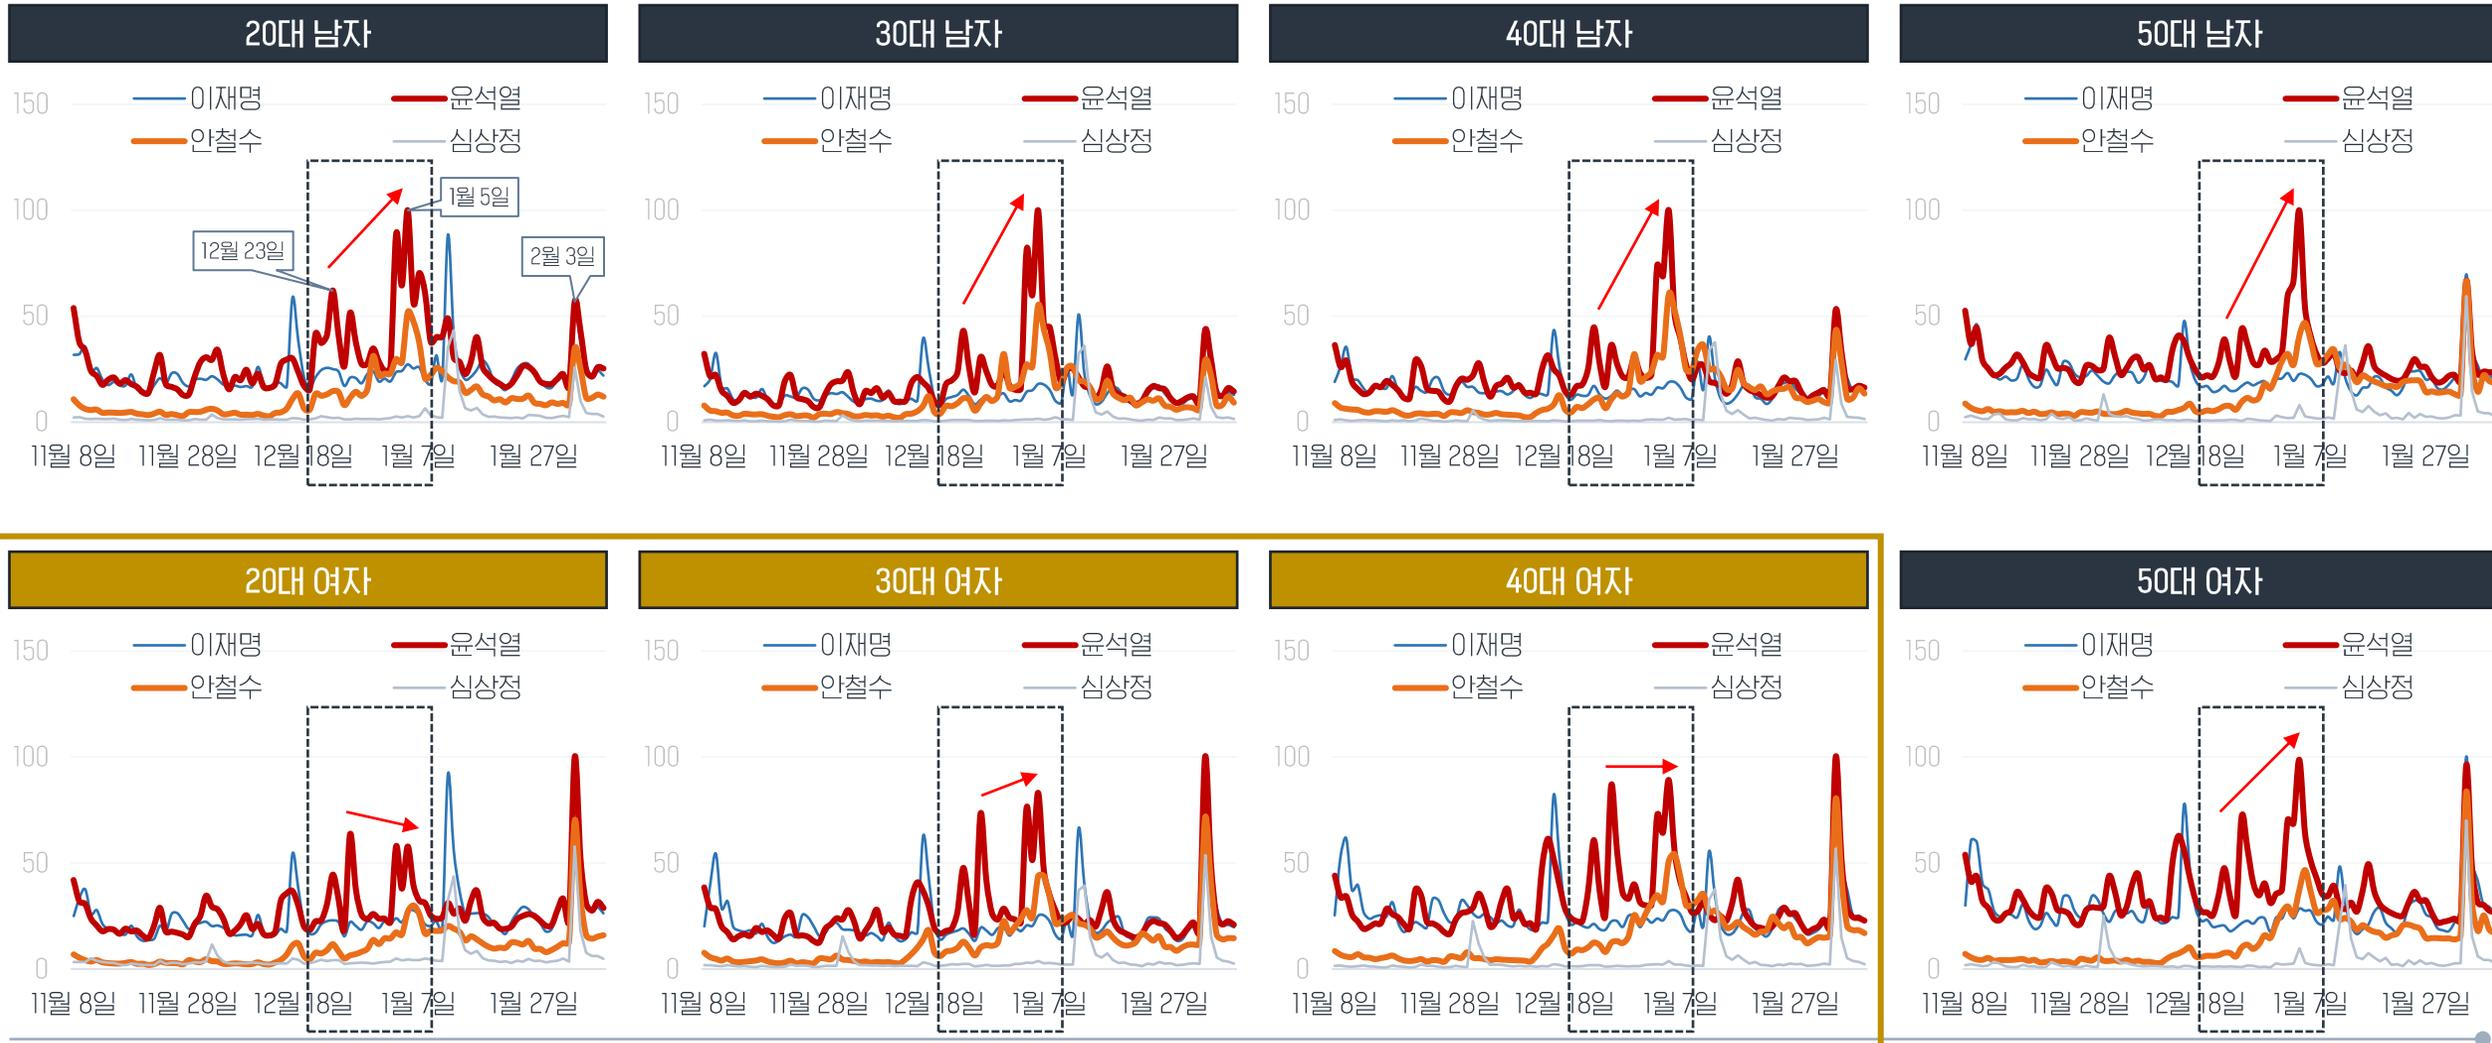 20대 남자
30대 남자
40대 남자
50대 남자
이재명 윤석열
안철수 심상정
150
100
50
0
12월 23일
1월 5일
2월 3일
11월 8일 11월 28일 12월 18일 1월 7일 1월 27일
이재명 윤석열
안철수 심상정
150
100
50
0
11월 8일 11월 28일 12월 18일 1월 7일 1월 27일
이재명 윤석열
안철수 심상정
150
100
50
0
11월 8일 11월 28일 12월 18일 1월 7일 1월 27일
이재명 윤석열
안철수 심상정
150
100
50
0
11월 8일 11월 28일 12월 18일 1월 7일 1월 27일
20대 여자
30대 여자
40대 여자
50대 여자
이재명 윤석열
안철수 심상정
150
100
50
0
11월 8일 11월 28일 12월 18일 1월 7일 1월 27일
이재명 윤석열
안철수 심상정
150
100
50
0
11월 8일 11월 28일 12월 18일 1월 7일 1월 27일
이재명 윤석열
안철수 심상정
150
100
50
0
11월 8일 11월 28일 12월 18일 1월 7일 1월 27일
이재명 윤석열
안철수 심상정
150
100
50
0
11월 8일 11월 28일 12월 18일 1월 7일 1월 27일